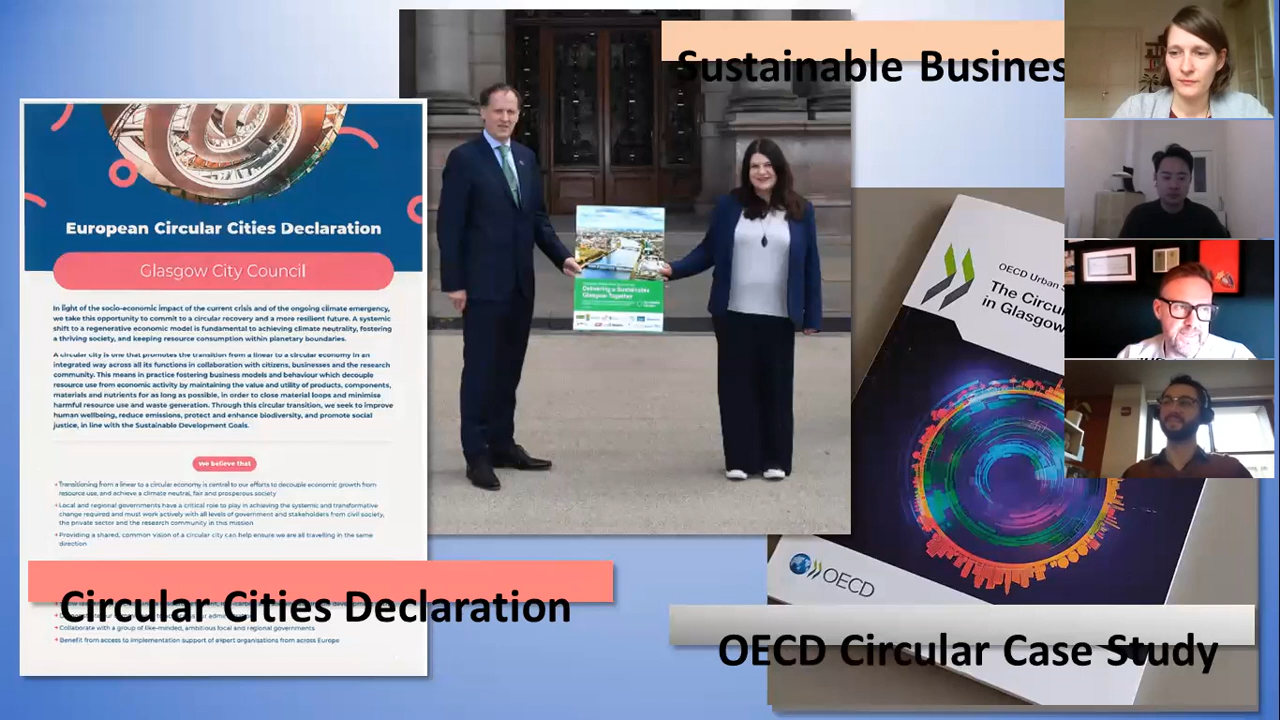 Sustainable Busines
European Circular Cities Declaration
Glasgow City Council
In light of the socio-economic impact of the current crisis and of the ongoing climate emergency,
we take this opportunity to commit to a circular recovery and a more resilient future. A systemic
shift to a regenerative economic model is fundamental to achieving climate neutrality, fostering
a thriving society, and keeping resource consumption within planetary boundaries.
A circular city is one that promotes the transition from a linear to a circular economy in an
integrated way across all its functions in collaboration with citizens, businesses and the research
community. This means in practice fostering business models and behaviour which decouple
resource use from economic activity by maintaining the value and utility of products, components,
materials and nutrients for as long as possible, in order to close material loops and minimise
harmful resource use and waste generation. Through this circular transition, we seek to improve
human wellbeing, reduce emissions, protect and enhance biodiversity, and promote social
justice, in line with the Sustainable Development Goals.
we believe that
Transitioning from a linear to a circular economy is central to our efforts to decouple economic growth from
resource use, and achieve a climate neutral, fair and prosperous society
Local and regional governments have a critical role to play in achieving the systemic and transformative
change required and must work actively with all levels of government and stakeholders from civil society,
the private sector and the research community in this mission
Providing a shared, common vision of a circular city can help ensure we are all travelling in the same
direction
Circular Cities Declaration
Collaborate with a group of like-minded, ambitious local and regional governments
Benefit from access to implementation support of expert organisations from across Europe
Delivering a Sustainable
Glasgow Together
OECD Urban
The Circu
in Glasgow
OECD
OECD Circular Case Study